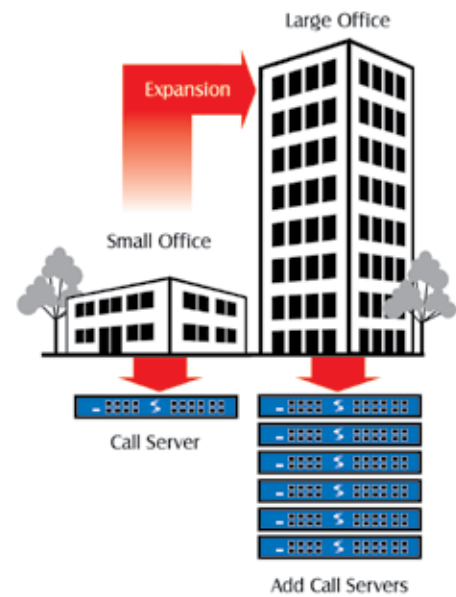 Large Office
Expansion
Small Office
Call Server
Add Call Servers